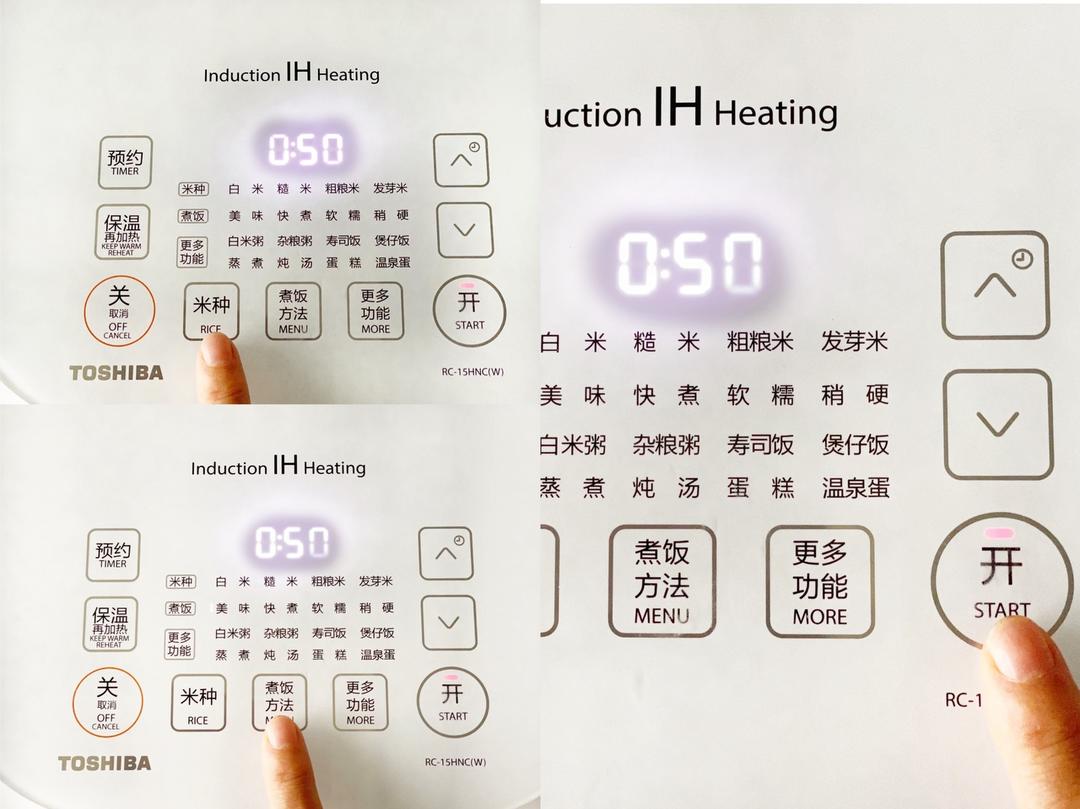 Induction IH Heating
0:50
预约
TIMER
米种 白米 糙米 粗粮米 发芽米
保温
再加热
KEEP WARM
REHEAT
煮饭 美味 快煮 软糯 稍硬
更多
功能
白米粥 杂粮粥 寿司饭 煲仔饭
蒸煮 炖汤 蛋糕 温泉蛋
关
取消
OFF
CANCEL
米种
RICE
煮饭
方法
MENU
更多
功能
MORE
开
START
TOSHIBA
RC-15HNC(W)
Induction IH Heating
0:50
预约
TIMER
米种 白米 糙米 粗粮米 发芽米
保温
再加热
KEEP WARM
REHEAT
煮饭 美味 快煮 软糯 稍硬
更多
功能
白米粥 杂粮粥 寿司饭 煲仔饭
蒸煮 炖汤 蛋糕 温泉蛋
关
取消
OFF
CANCEL
米种
RICE
煮饭
方法
更多
功能
MORE
开
START
TOSHIBA
RC-15HNC(W)
uction IH Heating
0:50
白米 糙米 粗粮米 发芽米
美味 快煮 软糯 稍硬
白米粥 杂粮粥 寿司饭 煲仔饭
蒸煮 炖汤 蛋糕 温泉蛋
煮饭
方法
MENU
更多
功能
MORE
开
START
RC-1